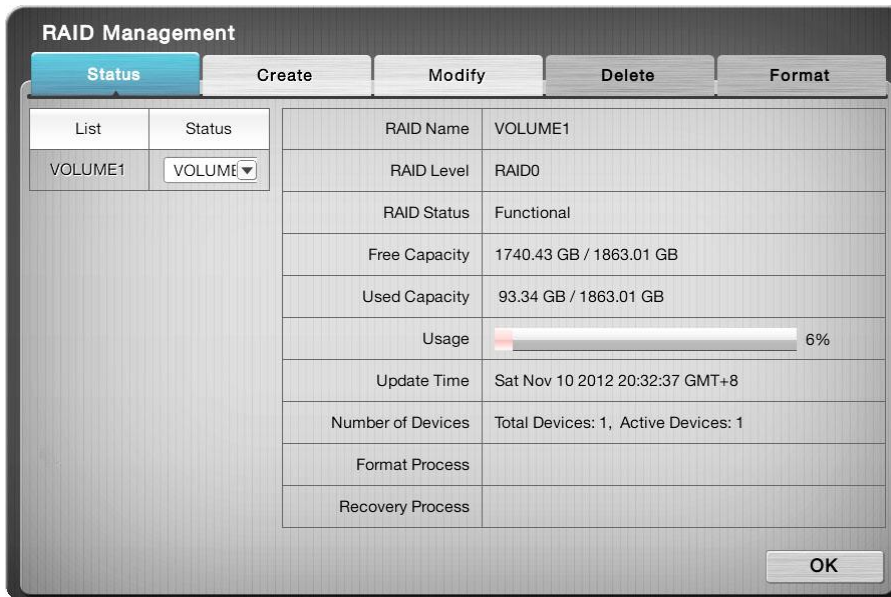 RAID Management
Status Create Modify Delete Format
List Status
VOLUME1 VOLUME
RAID Name VOLUME1
RAID Level RAID0
RAID Status Functional
Free Capacity 1740.43 GB / 1863.01 GB
Used Capacity 93.34 GB / 1863.01 GB
Usage 6%
Update Time Sat Nov 10 2012 20:32:37 GMT+8
Number of Devices Total Devices: 1, Active Devices: 1
Format Process
Recovery Process
OK